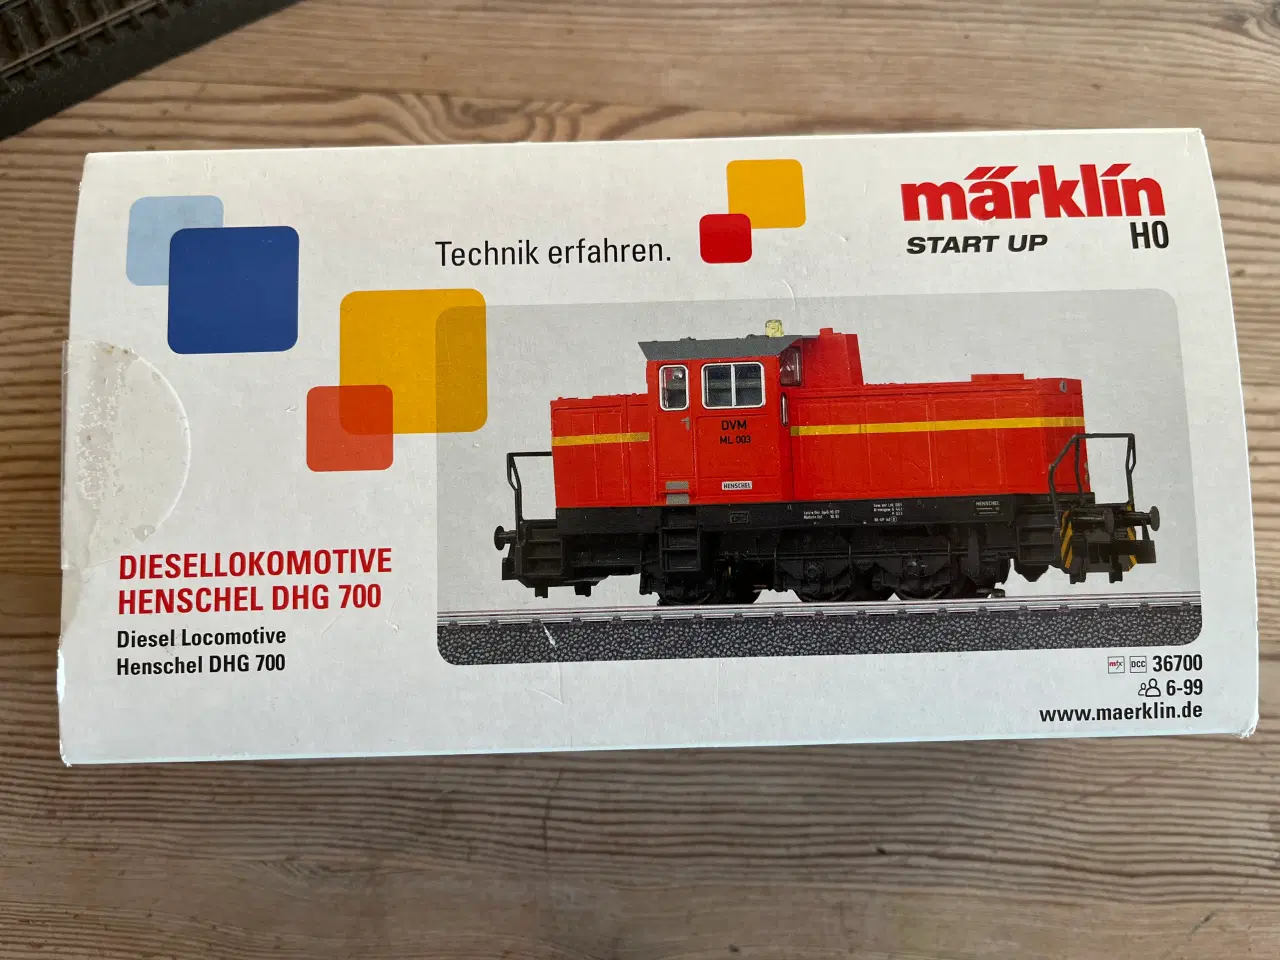 märklin
START UP
H0
Technik erfahren.
DVM
ML 003
HENSCHEL
HENSCHEL
DIESELLOKOMOTIVE
HENSCHEL DHG 700
Diesel Locomotive
Henschel DHG 700
mfx DCC 36700
6-99
www.maerklin.de